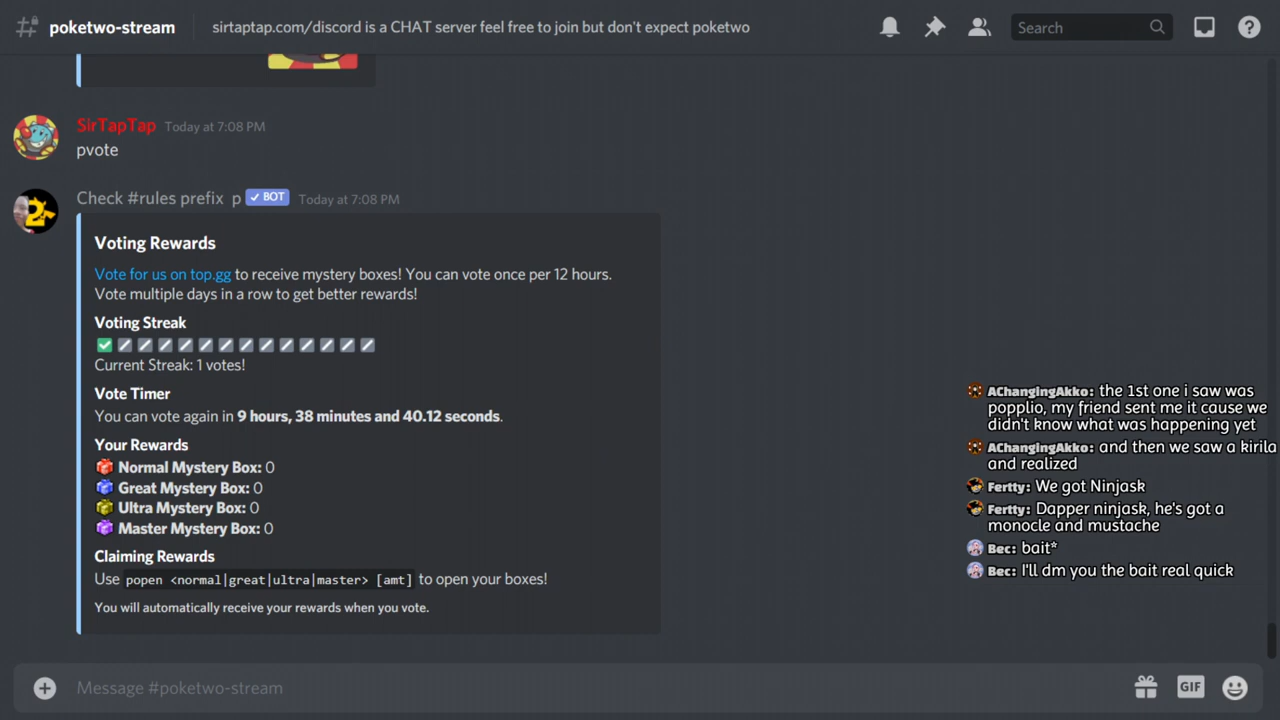 poketwo-stream
sirtaptap.com/discord is a CHAT server feel free to join but don't expect poketwo
Search
SirTapTap Today at 7:08 PM
pvote
Check #rules prefix p BOT Today at 7:08 PM
Voting Rewards
Vote for us on top.gg to receive mystery boxes! You can vote once per 12 hours.
Vote multiple days in a row to get better rewards!
Voting Streak
Current Streak: 1 votes!
Vote Timer
You can vote again in 9 hours, 38 minutes and 40.12 seconds.
Your Rewards
Normal Mystery Box: 0
Great Mystery Box: 0
Ultra Mystery Box: 0
Master Mystery Box: 0
Claiming Rewards
Use popen <normal|great|ultra|master> [amt] to open your boxes!
You will automatically receive your rewards when you vote.
AChangingAkko: the 1st one i saw was
popplio, my friend sent me it cause we
didn't know what was happening yet
AChangingAkko: and then we saw a kirila
and realized
Fertty: We got Ninjask
Fertty: Dapper ninjask, he's got a
monocle and mustache
Bec: bait*
Bec: I'll dm you the bait real quick
Message #poketwo-stream
GIF